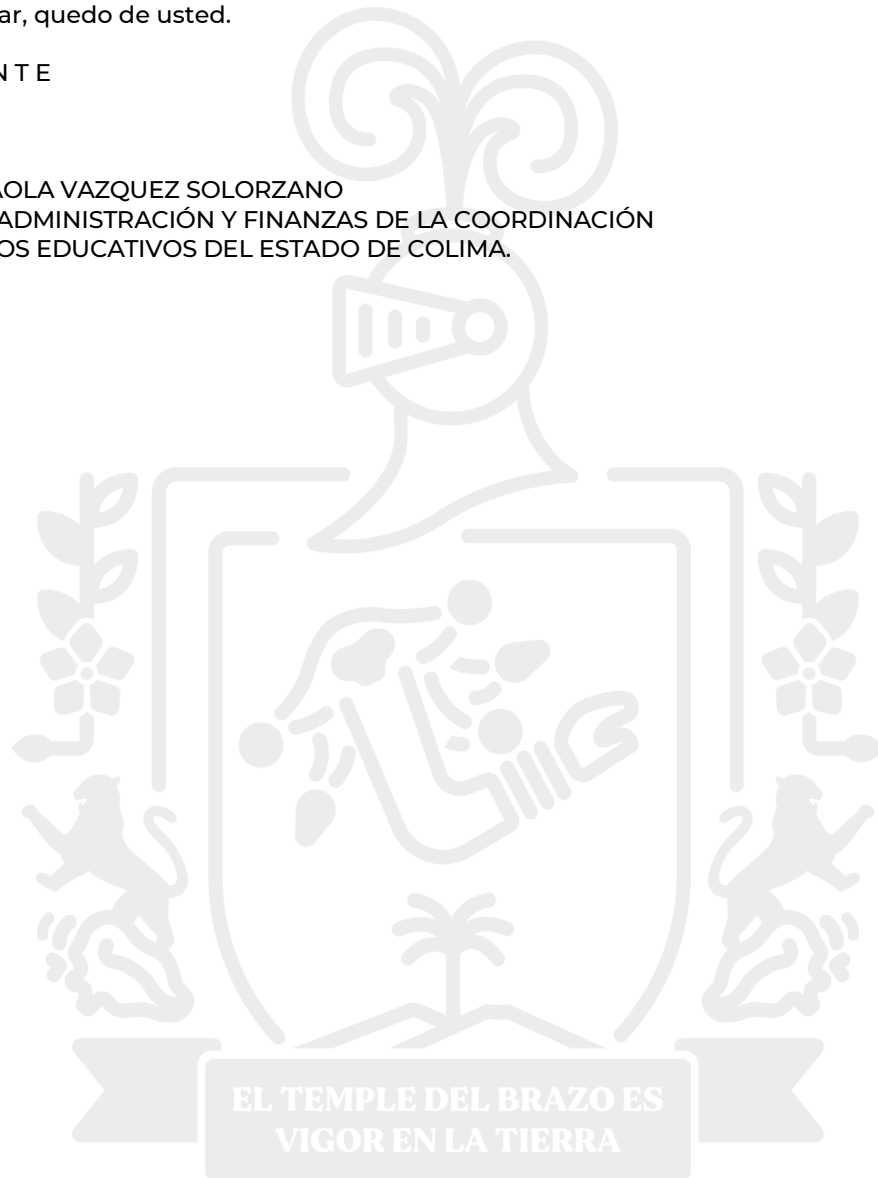 ar, quedo de usted.
N T E
AOLA VAZQUEZ SOLORZANO
ADMINISTRACIÓN Y FINANZAS DE LA COORDINACIÓN
OS EDUCATIVOS DEL ESTADO DE COLIMA.
EL TEMPLE DEL BRAZO ES
VIGOR EN LA TIERRA